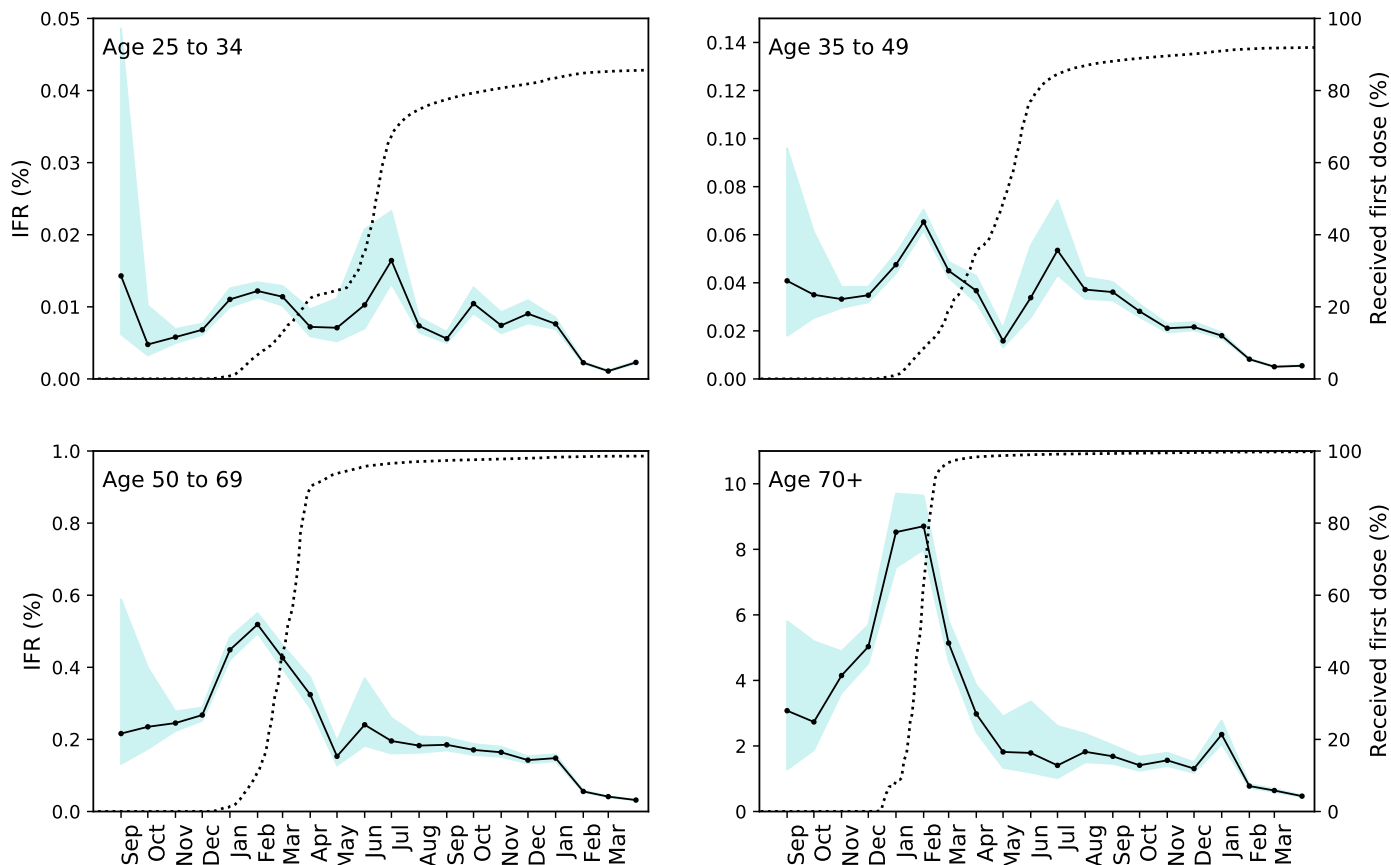 Age 25 to 34
0.05
0.04
0.03
0.02
0.01
0.00
IFR (%)
Age 35 to 49
0.14
0.12
0.10
0.08
0.06
0.04
0.02
0.00
100
80
60
40
20
0
Received first dose (%)
Age 50 to 69
1.0
0.8
0.6
0.4
0.2
0.0
IFR (%)
Sep
Oct
Nov
Dec
Jan
Feb
Mar
Apr
May
Jun
Jul
Aug
Sep
Oct
Nov
Dec
Jan
Feb
Mar
Age 70+
10
8
6
4
2
0
100
80
60
40
20
0
Received first dose (%)
Sep
Oct
Nov
Dec
Jan
Feb
Mar
Apr
May
Jun
Jul
Aug
Sep
Oct
Nov
Dec
Jan
Feb
Mar